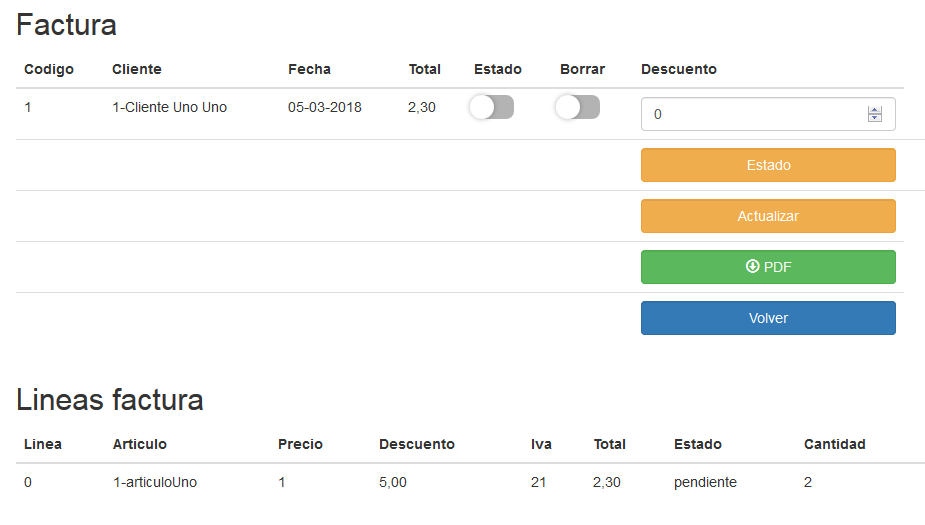 Factura
Codigo Cliente Fecha Total Estado Borrar Descuento
1 1-Cliente Uno Uno 05-03-2018 2,30 0
Estado
Actualizar
PDF
Volver
Lineas factura
Linea Articulo Precio Descuento Iva Total Estado Cantidad
0 1-articuloUno 1 5,00 21 2,30 pendiente 2